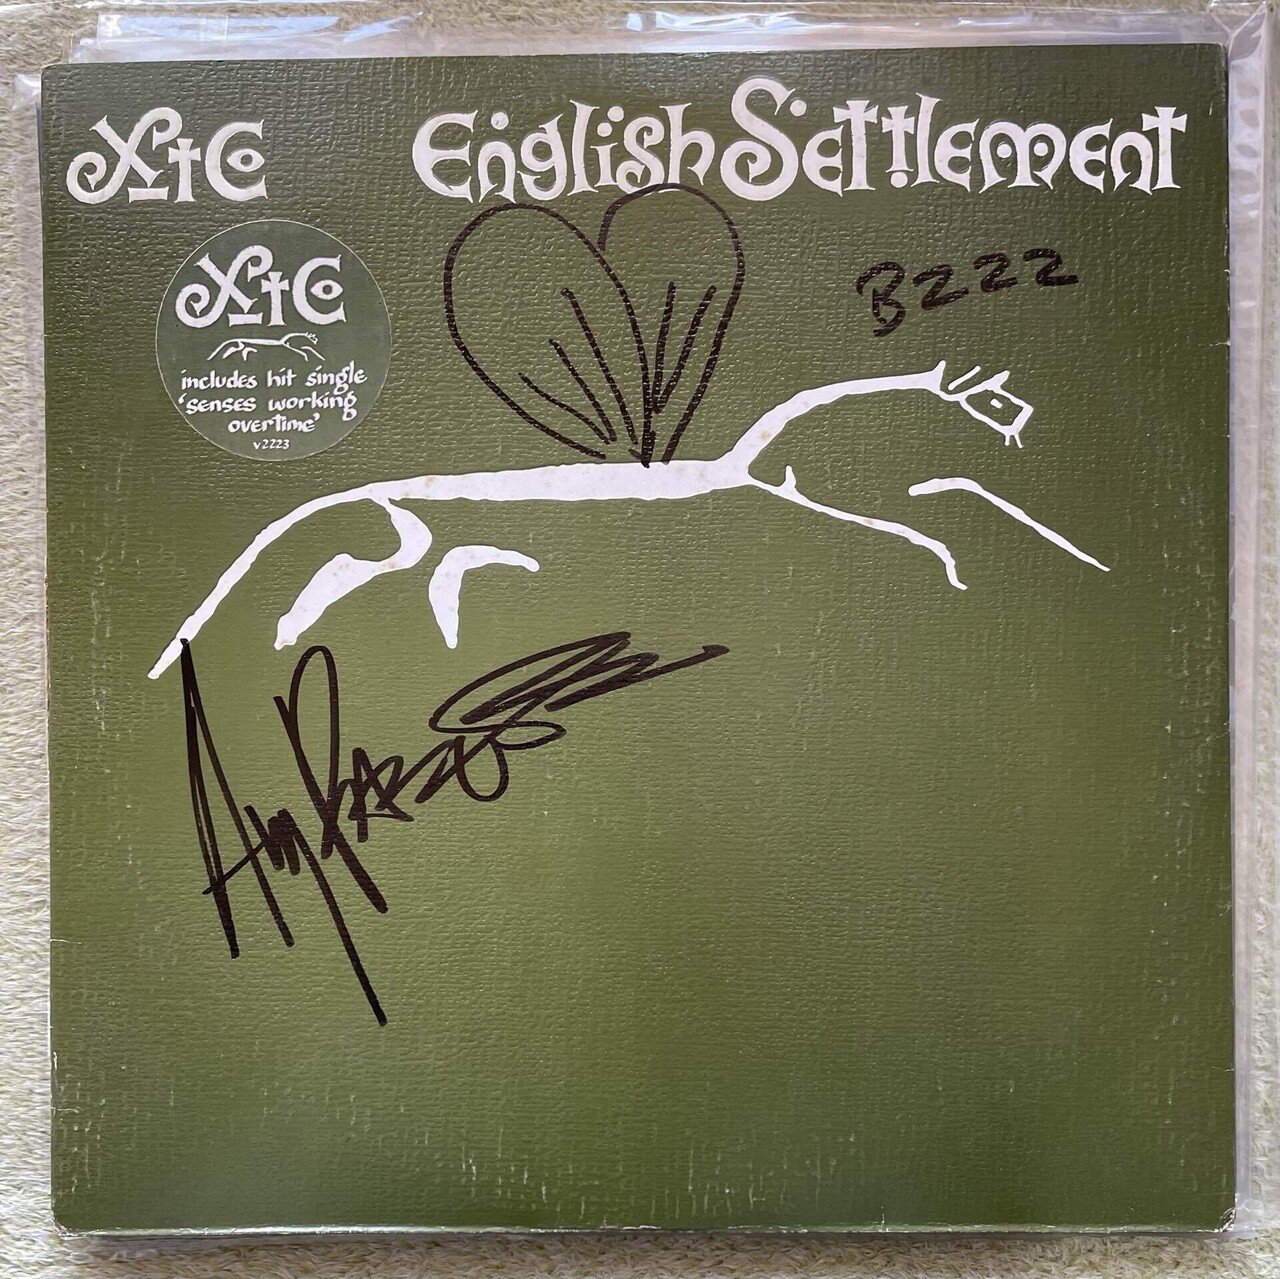 XTC English Settlement
Bzzz
XTC
includes hit single
'senses working
overtime'
v2223